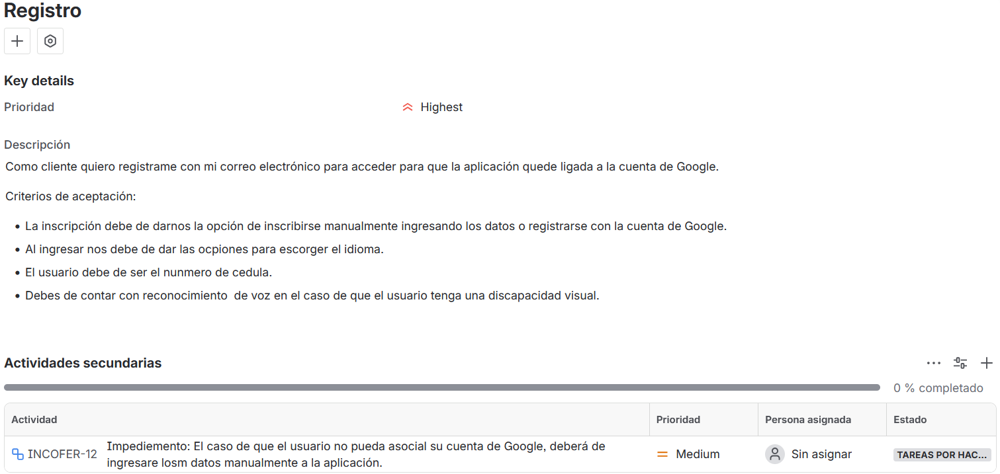 Registro
Key details
Prioridad
Highest
Descripción
Como cliente quiero registrame con mi correo electrónico para acceder para que la aplicación quede ligada a la cuenta de Google.
Criterios de aceptación:
• La inscripción debe de darnos la opción de inscribirse manualmente ingresando los datos o registrarse con la cuenta de Google.
• Al ingresar nos debe de dar las ocpiones para escorger el idioma.
• El usuario debe de ser el nunmero de cedula.
• Debes de contar con reconocimiento  de voz en el caso de que el usuario tenga una discapacidad visual.
Actividades secundarias
0 % completado
Actividad
Prioridad
Persona asignada
Estado
INCOFER-12
Impediemento: El caso de que el usuario no pueda asocial su cuenta de Google, deberá de
ingresare losm datos manualmente a la aplicación.
Medium
Sin asignar
TAREAS POR HAC...